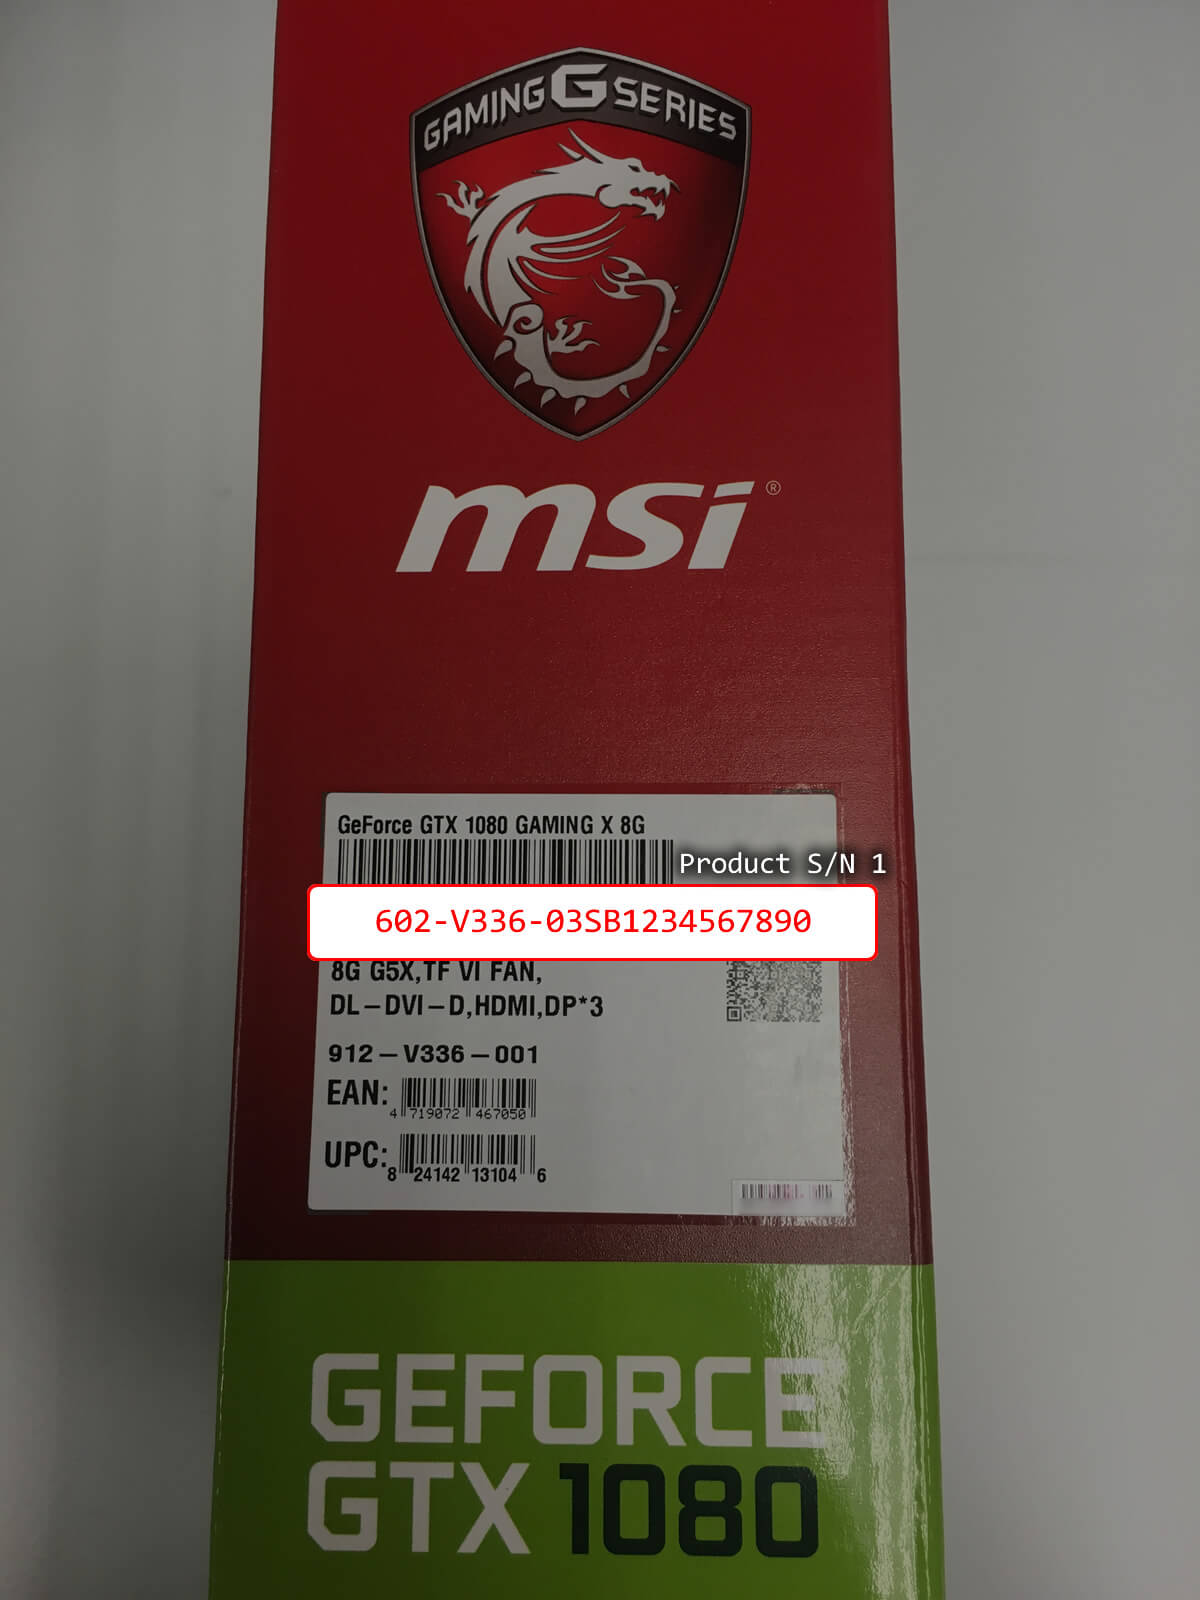 GAMING G SERIES
msi®
GeForce GTX 1080 GAMING X 8G
Product S/N 1
602-V336-03SB1234567890
8G G5X,TF VI FAN,
DL-DVI-D,HDMI,DP*3
912-V336-001
EAN:
4 719072 467050
UPC:
8 24142 13104 6
GEFORCE
GTX 1080